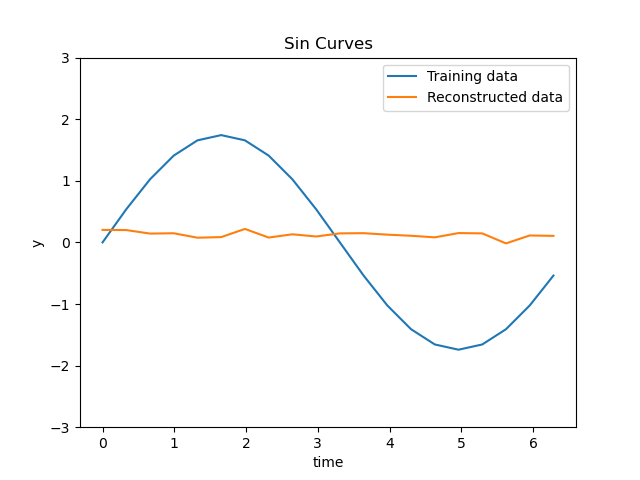 Sin Curves
Training data
Reconstructed data
3
2
1
0
−1
−2
−3
y
0 1 2 3 4 5 6
time